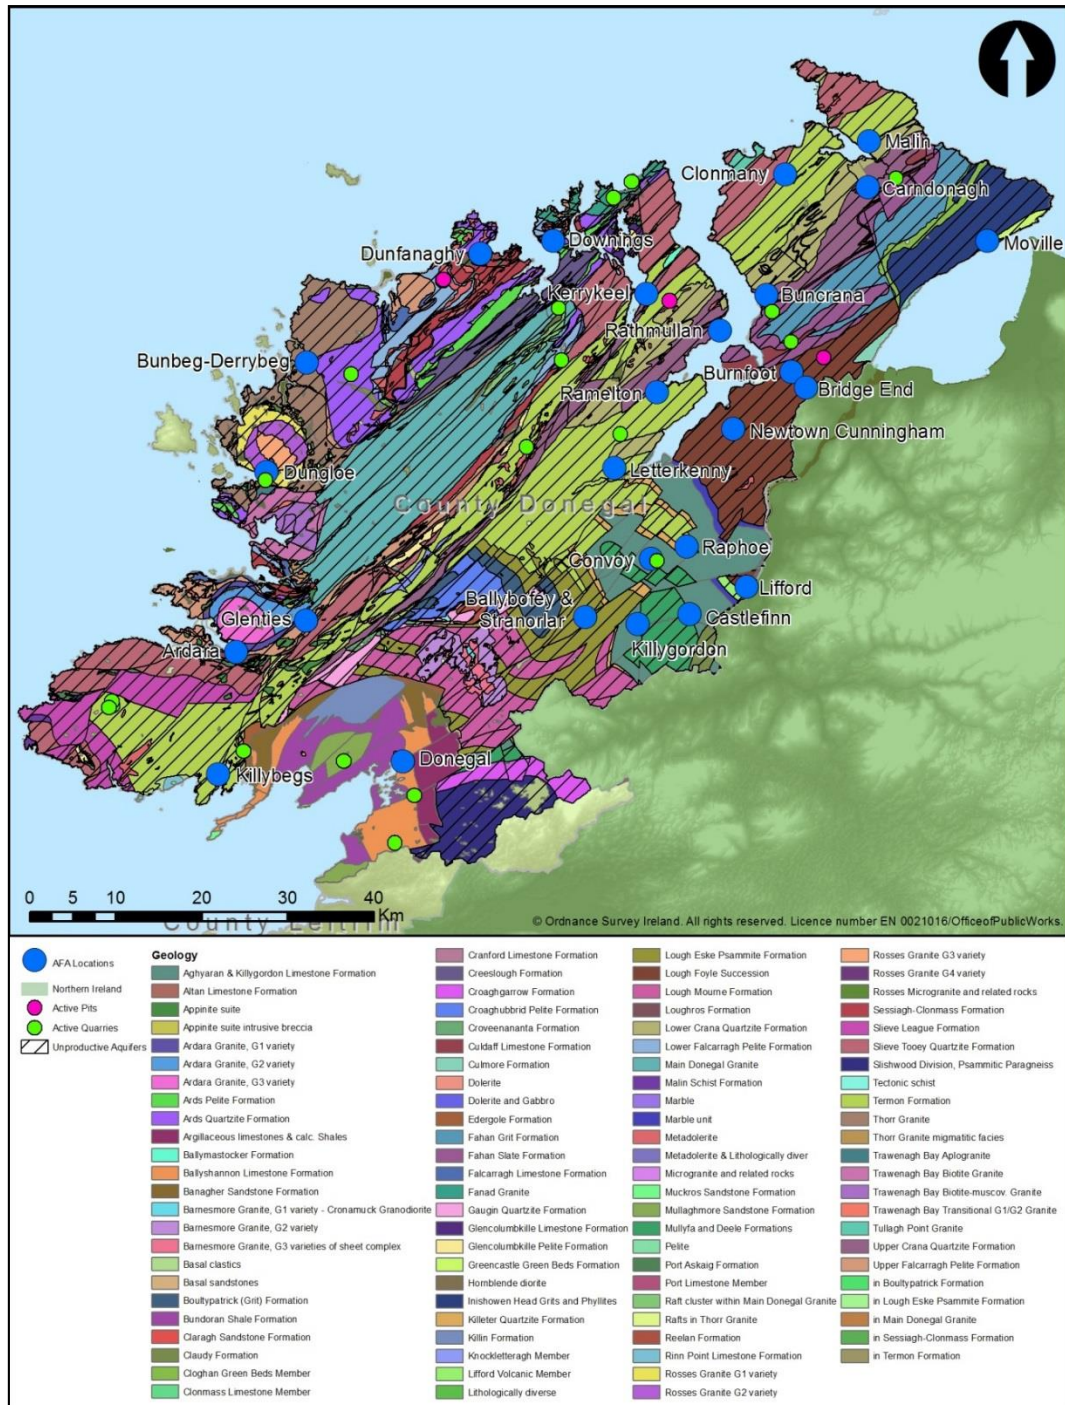 Malin
Clonmany
Carndonagh
Moville
Dunfanaghy
Downings
Kerrykeel
Buncrana
Rathmullan
Bunbeg-Derrybeg
Burnfoot
Bridge End
Ramelton
Newtown Cunningham
Dungloe
Letterkenny
County Donegal
Raphoe
Convoy
Lifford
Ballybofey &
Stranorlar
Castlefinn
Glenties
Killygordon
Ardara
Donegal
Killybegs
0 5 10 20 30 40
Km
County Leitrim
© Ordnance Survey Ireland. All rights reserved. Licence number EN 0021016/OfficeofPublicWorks.
AFA Locations
Northern Ireland
Active Pits
Active Quarries
Unproductive Aquifers
Geology
Aghyaran & Killygordon Limestone Formation
Altan Limestone Formation
Appinite suite
Appinite suite intrusive breccia
Ardara Granite, G1 variety
Ardara Granite, G2 variety
Ardara Granite, G3 variety
Ards Pelite Formation
Ards Quartzite Formation
Argillaceous limestones & calc. Shales
Ballymastocker Formation
Ballyshannon Limestone Formation
Banagher Sandstone Formation
Barnesmore Granite, G1 variety - Cronamuck Granodiorite
Barnesmore Granite, G2 variety
Barnesmore Granite, G3 varieties of sheet complex
Basal clastics
Basal sandstones
Boultypatrick (Grit) Formation
Bundoran Shale Formation
Claragh Sandstone Formation
Claudy Formation
Cloghan Green Beds Member
Clonmass Limestone Member
Cranford Limestone Formation
Creeslough Formation
Croaghgarrow Formation
Croaghubbrid Pelite Formation
Croveenananta Formation
Culdaff Limestone Formation
Culmore Formation
Dolerite
Dolerite and Gabbro
Edergole Formation
Fahan Grit Formation
Fahan Slate Formation
Falcarragh Limestone Formation
Fanad Granite
Gaugin Quartzite Formation
Glencolumbkille Limestone Formation
Glencolumbkille Pelite Formation
Greencastle Green Beds Formation
Hornblende diorite
Inishowen Head Grits and Phyllites
Killeter Quartzite Formation
Killin Formation
Knockletteragh Member
Lifford Volcanic Member
Lithologically diverse
Lough Eske Psammite Formation
Lough Foyle Succession
Lough Mourne Formation
Loughros Formation
Lower Crana Quartzite Formation
Lower Falcarragh Pelite Formation
Main Donegal Granite
Malin Schist Formation
Marble
Marble unit
Metadolerite
Metadolerite & Lithologically diver
Microgranite and related rocks
Muckros Sandstone Formation
Mullaghmore Sandstone Formation
Mullyfa and Deele Formations
Pelite
Port Askaig Formation
Port Limestone Member
Raft cluster within Main Donegal Granite
Rafts in Thorr Granite
Reelan Formation
Rinn Point Limestone Formation
Rosses Granite G1 variety
Rosses Granite G2 variety
Rosses Granite G3 variety
Rosses Granite G4 variety
Rosses Microgranite and related rocks
Sessiagh-Clonmass Formation
Slieve League Formation
Slieve Tooey Quartzite Formation
Slishwood Division, Psammitic Paragneiss
Tectonic schist
Termon Formation
Thorr Granite
Thorr Granite migmatitic facies
Trawenagh Bay Aplogranite
Trawenagh Bay Biotite Granite
Trawenagh Bay Biotite-muscov. Granite
Trawenagh Bay Transitional G1/G2 Granite
Tullagh Point Granite
Upper Crana Quartzite Formation
Upper Falcarragh Pelite Formation
in Boultypatrick Formation
in Lough Eske Psammite Formation
in Main Donegal Granite
in Sessiagh-Clonmass Formation
in Termon Formation